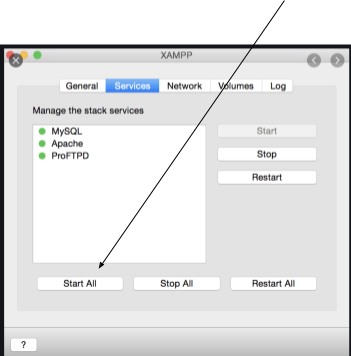 XAMPP
General Services Network Volumes Log
Manage the stack services
MySQL
Apache
ProFTPD
Start
Stop
Restart
Start All Stop All Restart All
?